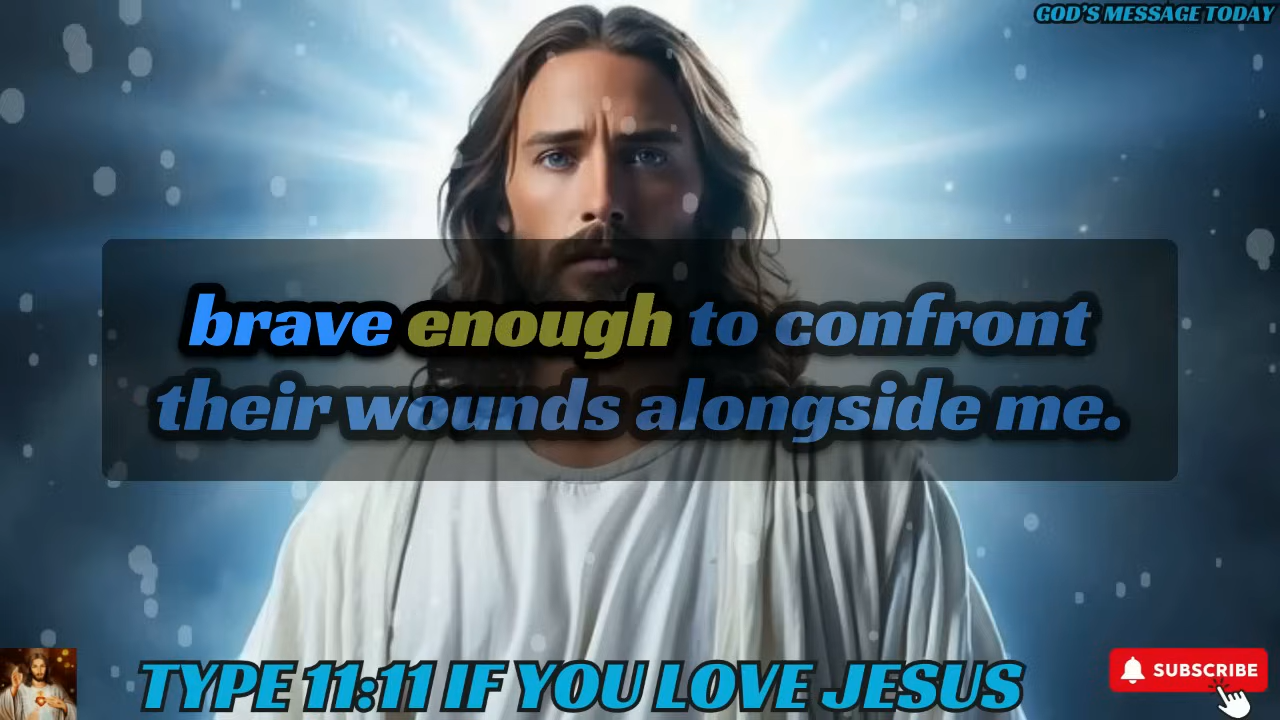 GOD'S MESSAGE TODAY
brave enough to confront
their wounds alongside me.
TYPE 11:11 IF YOU LOVE JESUS
SUBSCRIBE